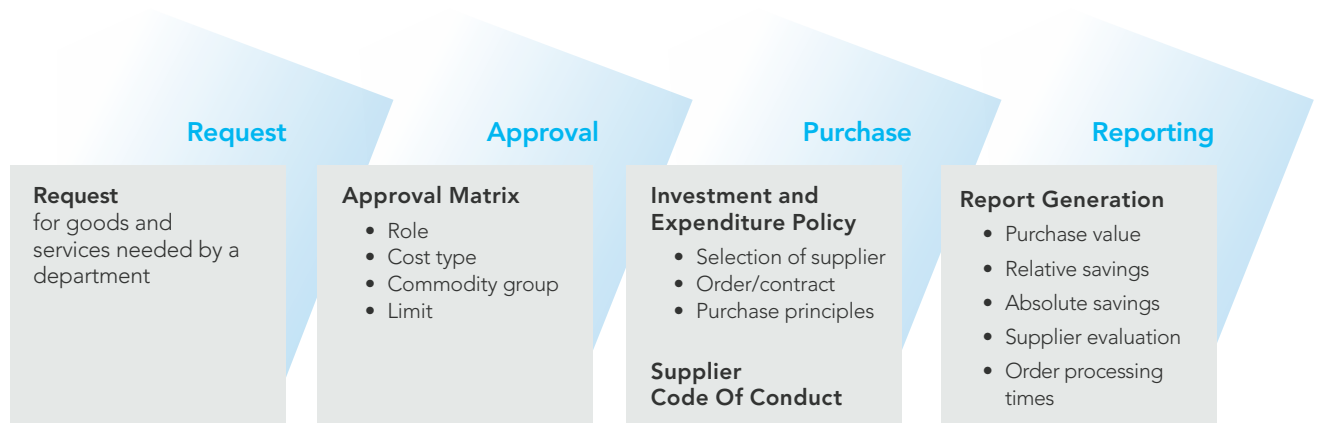 Request
Approval
Purchase
Reporting
Request
for goods and
services needed by a
department
Approval Matrix
• Role
• Cost type
• Commodity group
• Limit
Investment and
Expenditure Policy
• Selection of supplier
• Order/contract
• Purchase principles
Supplier
Code Of Conduct
Report Generation
• Purchase value
• Relative savings
• Absolute savings
• Supplier evaluation
• Order processing
times